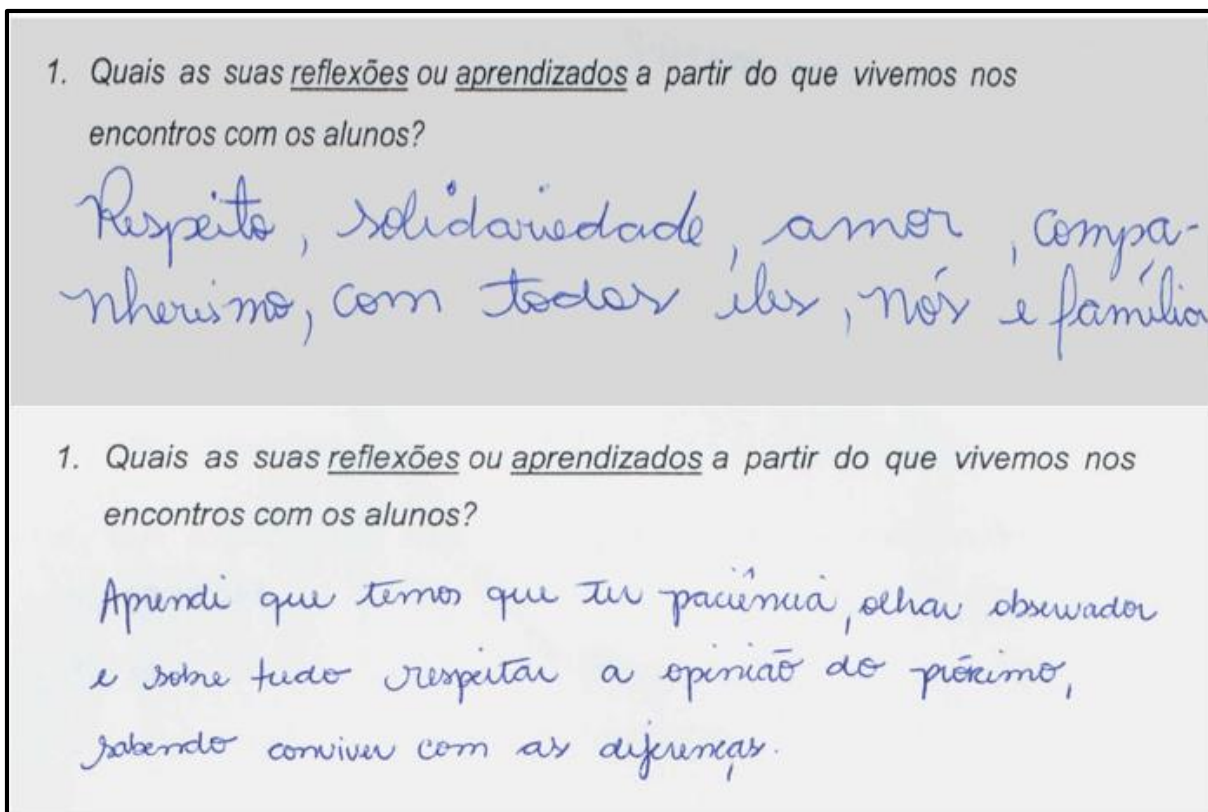 1. Quais as suas reflexões ou aprendizados a partir do que vivemos nos
encontros com os alunos?
Respeito, solidariedade, amor, compa-
nherismo, com todos eles, nós e família
1. Quais as suas reflexões ou aprendizados a partir do que vivemos nos
encontros com os alunos?
Aprendi que temos que ter paciência, olhar observador
e sobre tudo respeitar a opinião do próximo,
sabendo conviver com as diferenças.